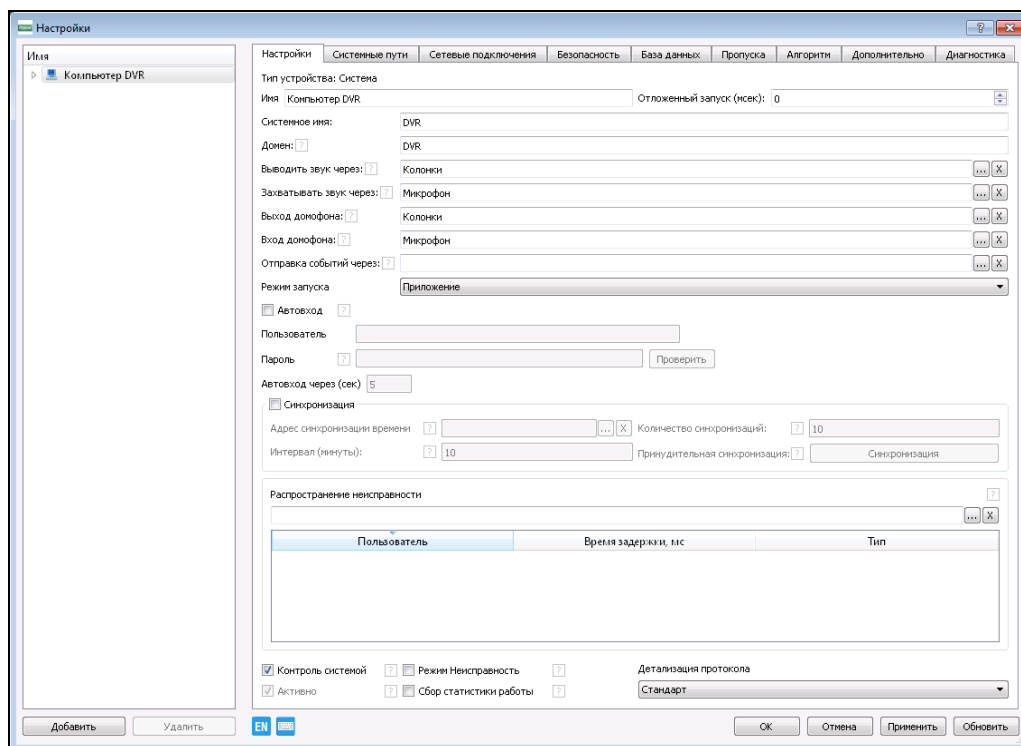 Настройки
Имя
Компьютер DVR
Настройки Системные пути Сетевые подключения Безопасность База данных Пропуска Алгоритм Дополнительно Диагностика
Тип устройства: Система
Имя Компьютер DVR Отложенный запуск (мсек): 0
Системное имя: DVR
Домен: ? DVR
Выводить звук через: ? Колонки ... X
Захватывать звук через: ? Микрофон ... X
Выход домофона: ? Колонки ... X
Вход домофона: ? Микрофон ... X
Отправка событий через: ? ... X
Режим запуска Приложение
Автовход ?
Пользователь
Пароль ? Проверить
Автовход через (сек) 5
Синхронизация
Адрес синхронизации времени ? ... X Количество синхронизаций: ? 10
Интервал (минуты): ? 10 Принудительная синхронизация: ? Синхронизация
Распространение неисправности ?
... X
Пользователь Время задержки, мс Тип
Контроль системой ? Режим Неисправность ? Детализация протокола
Активно ? Сбор статистики работы ? Стандарт
Добавить Удалить EN OK Отмена Применить Обновить